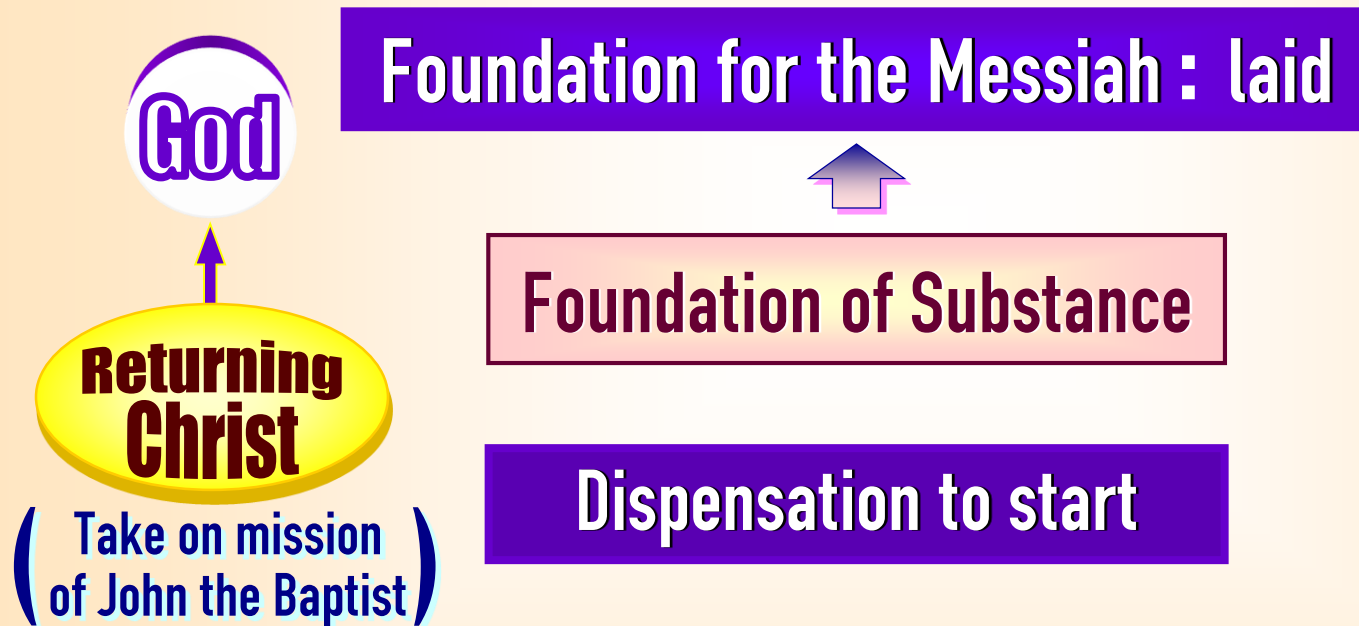 God
Foundation for the Messiah : laid
Foundation of Substance
Returning
Christ
Dispensation to start
( Take on mission
of John the Baptist )